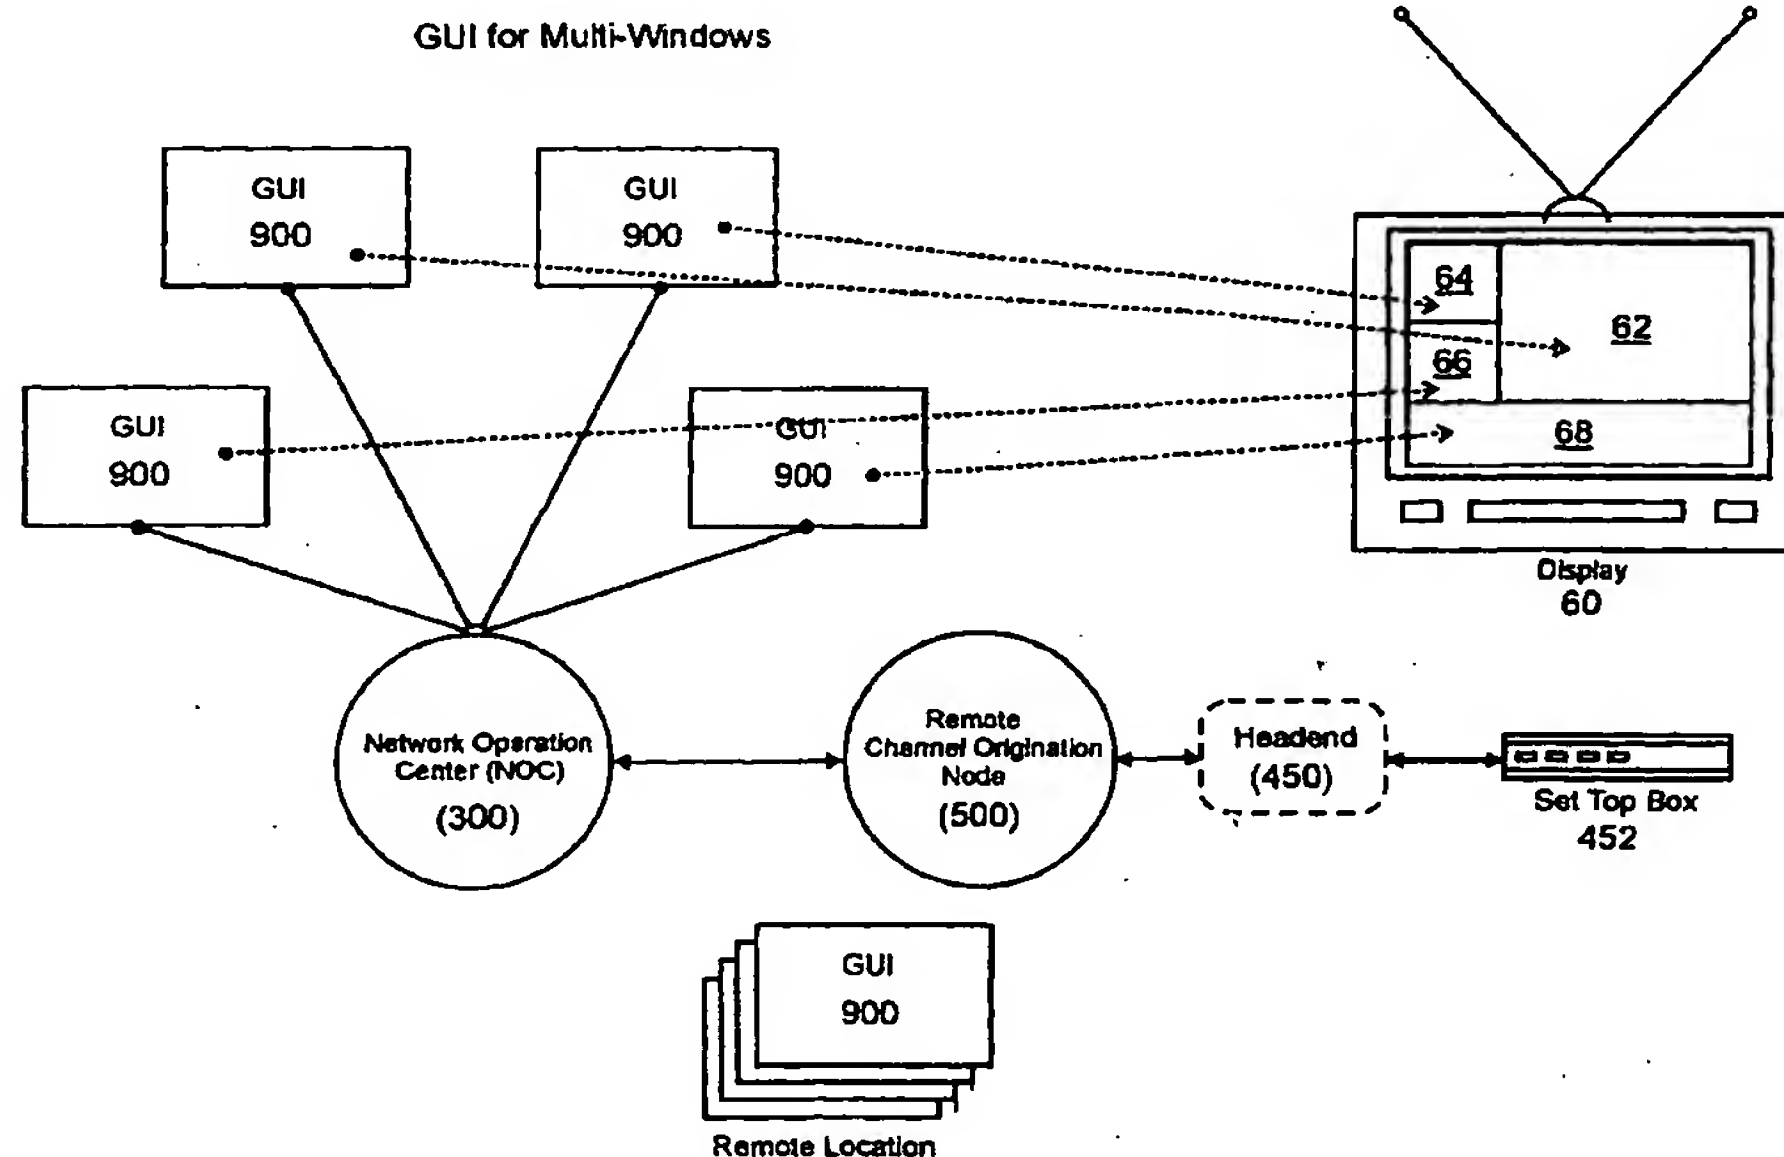 GUI for Multi-Windows
GUI
900
GUI
900
64
62
66
68
GUI
900
GUI
900
Display
60
Network Operation
Center (NOC)
(300)
Remote
Channel Origination
Node
(500)
Headend
(450)
Set Top Box
452
GUI
900
Remote Location